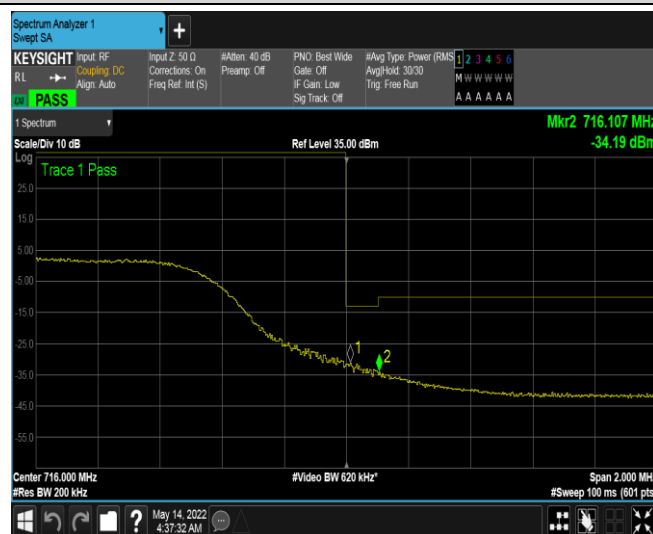 Spectrum Analyzer 1
Swept SA
+
KEYSIGHT Input: RF
RL
Coupling: DC
Align: Auto
Input Z: 50 Ω
Corrections: On
Freq Ref: Int (S)
#Atten: 40 dB
Preamp: Off
PNO: Best Wide
Gate: Off
IF Gain: Low
Sig Track: Off
#Avg Type: Power (RMS
Avg|Hold: 30/30
Trig: Free Run
1 2 3 4 5 6
M W W W W W
A A A A A A
PASS
1 Spectrum
Scale/Div 10 dB
Ref Level 35.00 dBm
Mkr2 716.107 MHz
-34.19 dBm
Log
Trace 1 Pass
25.0
15.0
5.00
-5.00
-15.0
-25.0
-35.0
-45.0
-55.0
1
2
Center 716.000 MHz
#Video BW 620 kHz*
Span 2.000 MHz
#Res BW 200 kHz
#Sweep 100 ms (601 pts
?
May 14, 2022
4:37:32 AM